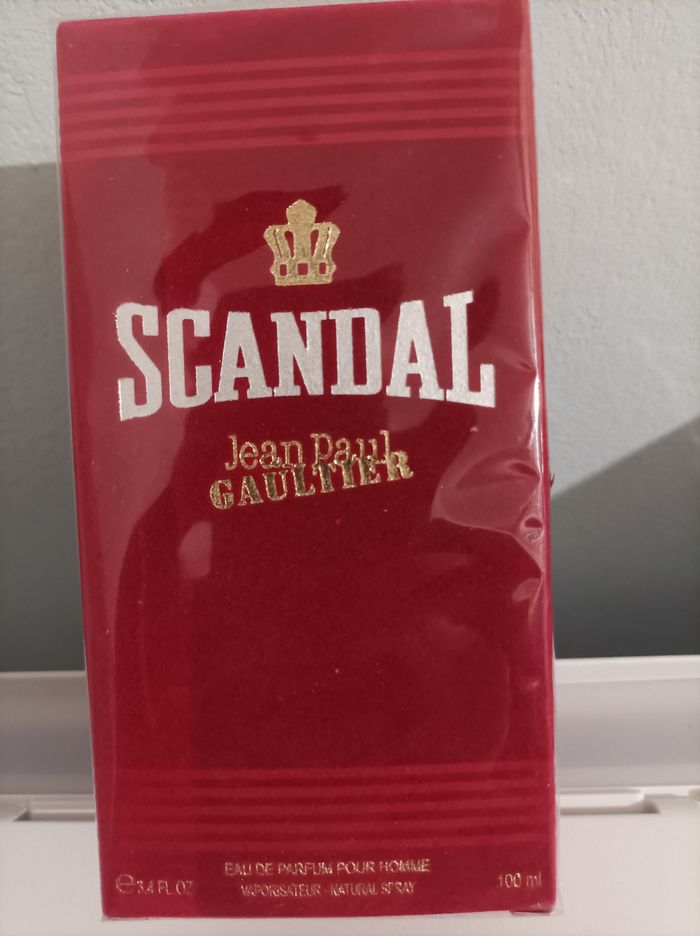 SCANDAL
Jean Paul
GAULTIER
EAU DE PARFUM POUR HOMME
℮ 3.4 FL.OZ VAPORISATEUR - NATURAL SPRAY 100 ml